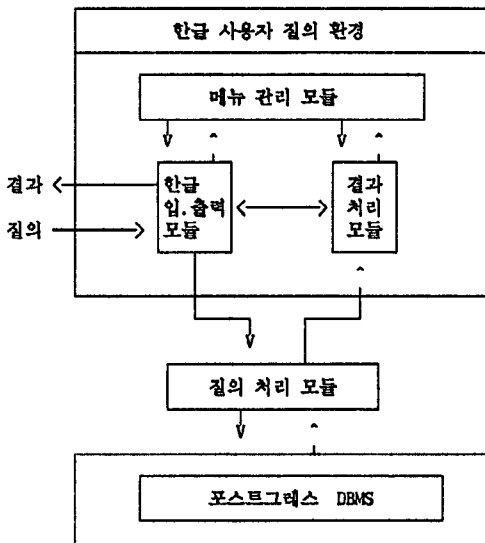 한글 사용자 질의 환경
메뉴 관리 모듈
결과
질의
한글
입.출력
모듈
결과
처리
모듈
질의 처리 모듈
포스트그레스 DBMS